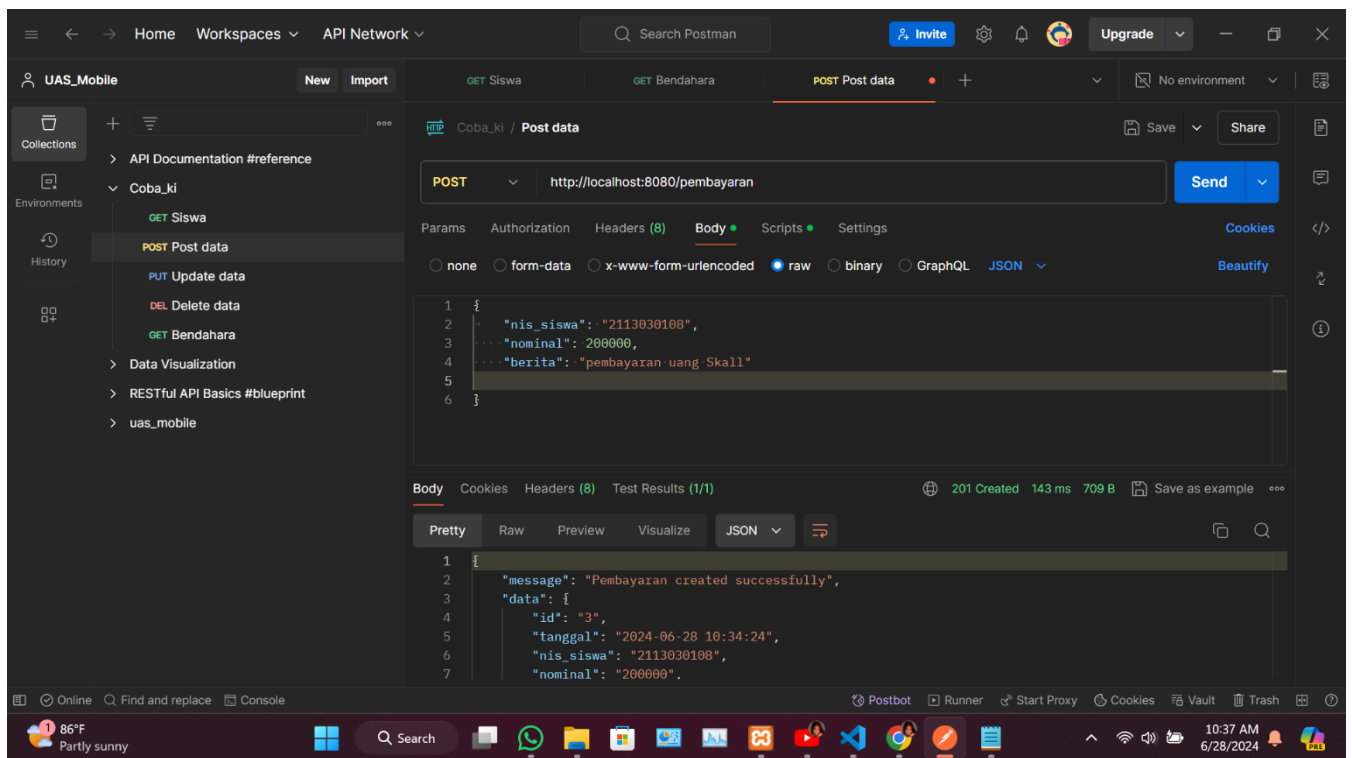 Home Workspaces API Network Search Postman Invite Upgrade
UAS_Mobile New Import GET Siswa GET Bendahara POST Post data No environment
Collections
Environments
History
API Documentation #reference
Coba_ki
GET Siswa
POST Post data
PUT Update data
DEL Delete data
GET Bendahara
Data Visualization
RESTful API Basics #blueprint
uas_mobile
HTTP Coba_ki / Post data Save Share
POST http://localhost:8080/pembayaran Send
Params Authorization Headers (8) Body Scripts Settings Cookies
none form-data x-www-form-urlencoded raw binary GraphQL JSON Beautify
1 {
2 "nis_siswa": "2113030108",
3 "nominal": 200000,
4 "berita": "pembayaran uang Skall"
5
6 }
Body Cookies Headers (8) Test Results (1/1) 201 Created 143 ms 709 B Save as example
Pretty Raw Preview Visualize JSON
1 {
2 "message": "Pembayaran created successfully",
3 "data": {
4 "id": "3",
5 "tanggal": "2024-06-28 10:34:24",
6 "nis_siswa": "2113030108",
7 "nominal": "200000",
Online Find and replace Console Postbot Runner Start Proxy Cookies Vault Trash
1 86°F
Partly sunny
Search
10:37 AM
6/28/2024
PRE